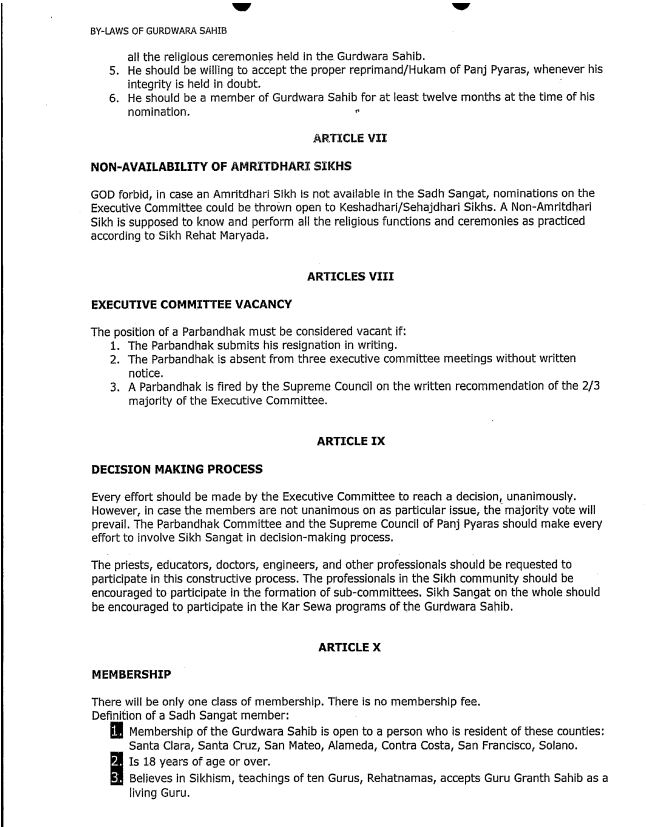 BY-LAWS OF GURDWARA SAHIB
all the religious ceremonies held in the Gurdwara Sahib.
5. He should be willing to accept the proper reprimand/Hukam of Panj Pyaras, whenever his
integrity is held in doubt.
6. He should be a member of Gurdwara Sahib for at least twelve months at the time of his
nomination.
ARTICLE VII
NON-AVAILABILITY OF AMRITDHARI SIKHS
GOD forbid, in case an Amritdhari Sikh is not available in the Sadh Sangat, nominations on the
Executive Committee could be thrown open to Keshadhari/Sehajdhari Sikhs. A Non-Amritdhari
Sikh is supposed to know and perform all the religious functions and ceremonies as practiced
according to Sikh Rehat Maryada.
ARTICLES VIII
EXECUTIVE COMMITTEE VACANCY
The position of a Parbandhak must be considered vacant if:
1. The Parbandhak submits his resignation in writing.
2. The Parbandhak is absent from three executive committee meetings without written
notice.
3. A Parbandhak is fired by the Supreme Council on the written recommendation of the 2/3
majority of the Executive Committee.
ARTICLE IX
DECISION MAKING PROCESS
Every effort should be made by the Executive Committee to reach a decision, unanimously.
However, in case the members are not unanimous on as particular issue, the majority vote will
prevail. The Parbandhak Committee and the Supreme Council of Panj Pyaras should make every
effort to involve Sikh Sangat in decision-making process.
The priests, educators, doctors, engineers, and other professionals should be requested to
participate in this constructive process. The professionals in the Sikh community should be
encouraged to participate in the formation of sub-committees. Sikh Sangat on the whole should
be encouraged to participate in the Kar Sewa programs of the Gurdwara Sahib.
ARTICLE X
MEMBERSHIP
There will be only one class of membership. There is no membership fee.
Definition of a Sadh Sangat member:
1. Membership of the Gurdwara Sahib is open to a person who is resident of these counties:
Santa Clara, Santa Cruz, San Mateo, Alameda, Contra Costa, San Francisco, Solano.
2. Is 18 years of age or over.
3. Believes in Sikhism, teachings of ten Gurus, Rehatnamas, accepts Guru Granth Sahib as a
living Guru.